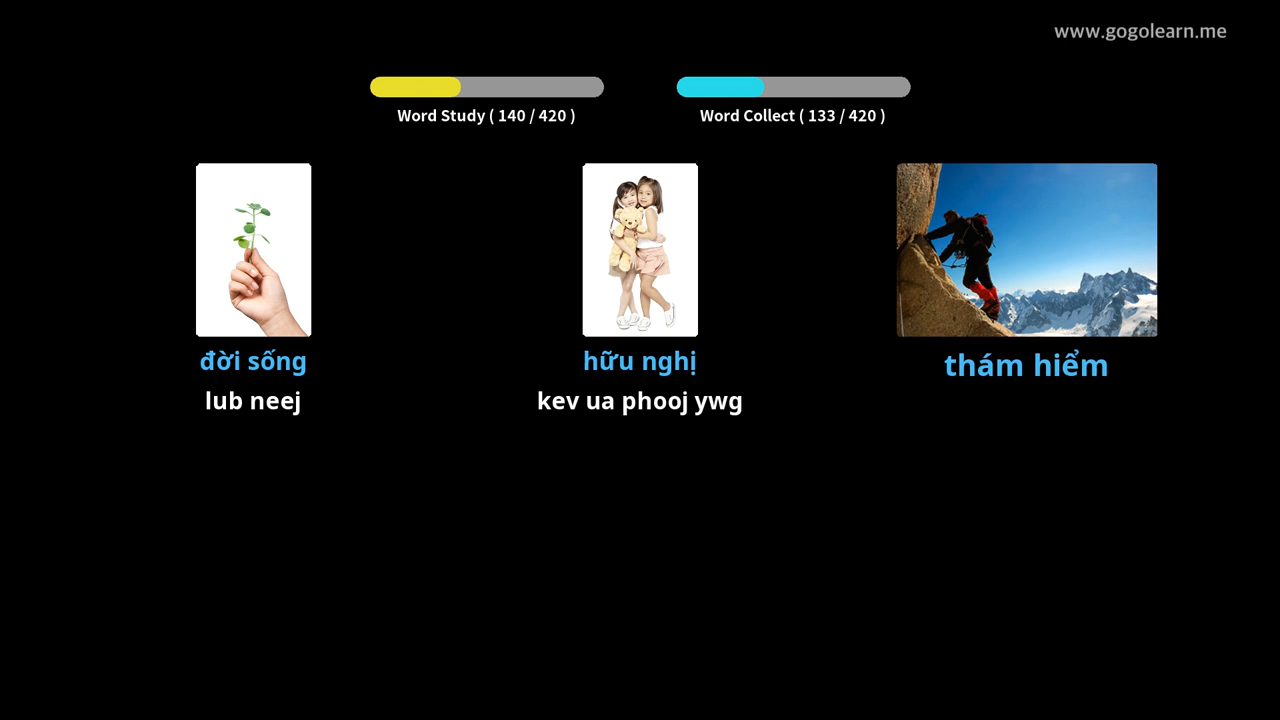 www.gogolearn.me
Word Study ( 140 / 420 )
Word Collect ( 133 / 420 )
đời sống
lub neej
hữu nghị
kev ua phooj ywg
thám hiểm